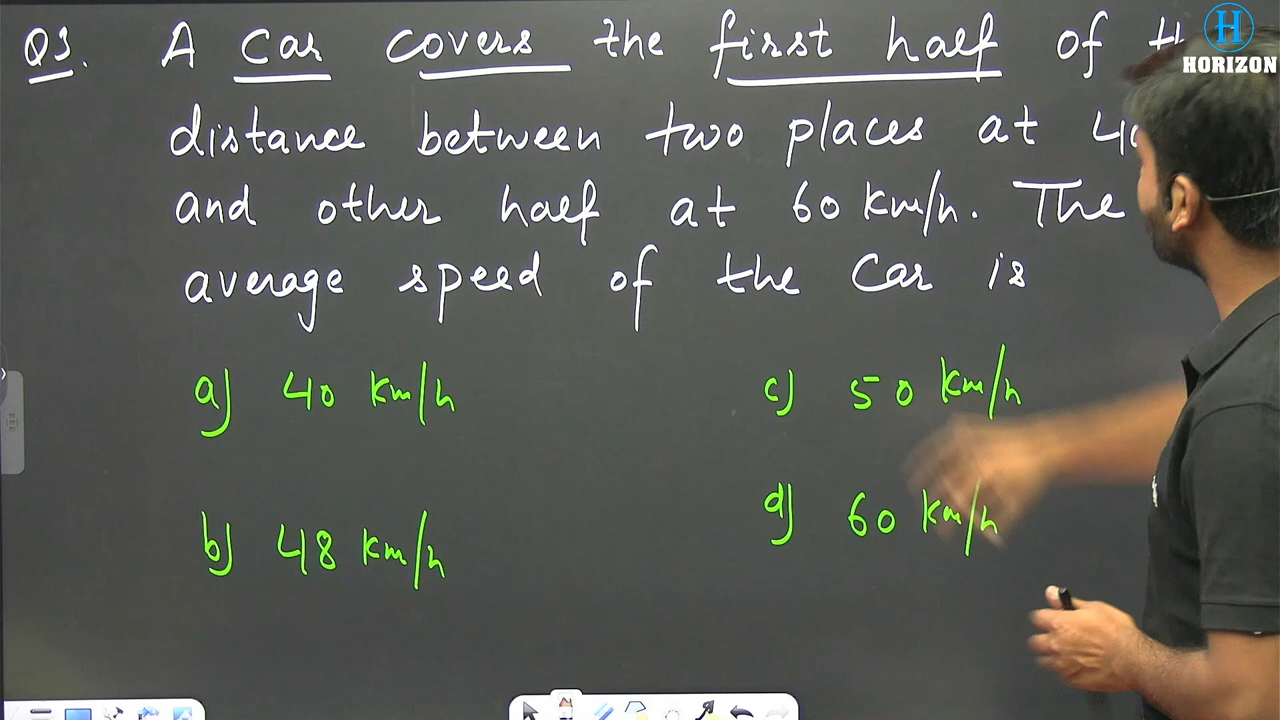 Q3. A car covers the first half of
distance between two places at
and other half at 60 km/h. The
average speed of the car is
a) 40 km/h
b) 48 km/h
c) 50 km/h
d) 60 km/h
H
HORIZON